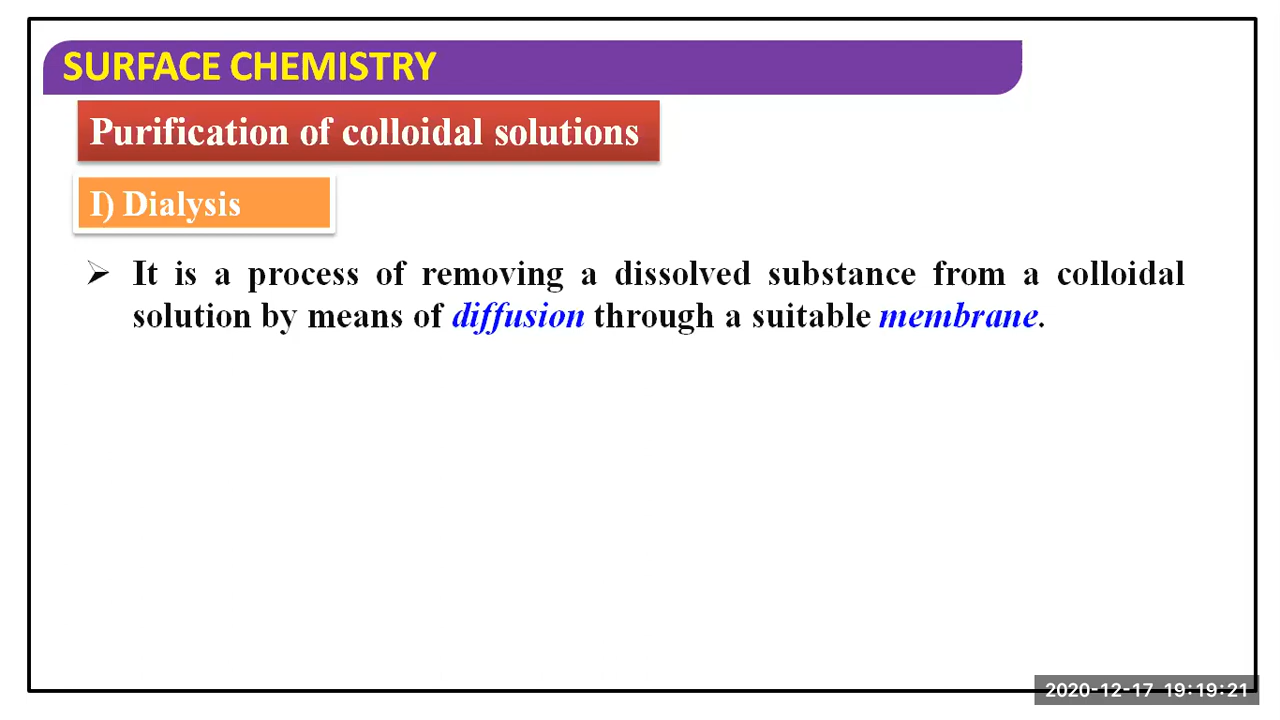 SURFACE CHEMISTRY
Purification of colloidal solutions
I) Dialysis
➢ It is a process of removing a dissolved substance from a colloidal
solution by means of diffusion through a suitable membrane.
2020-12-17 19:19:21